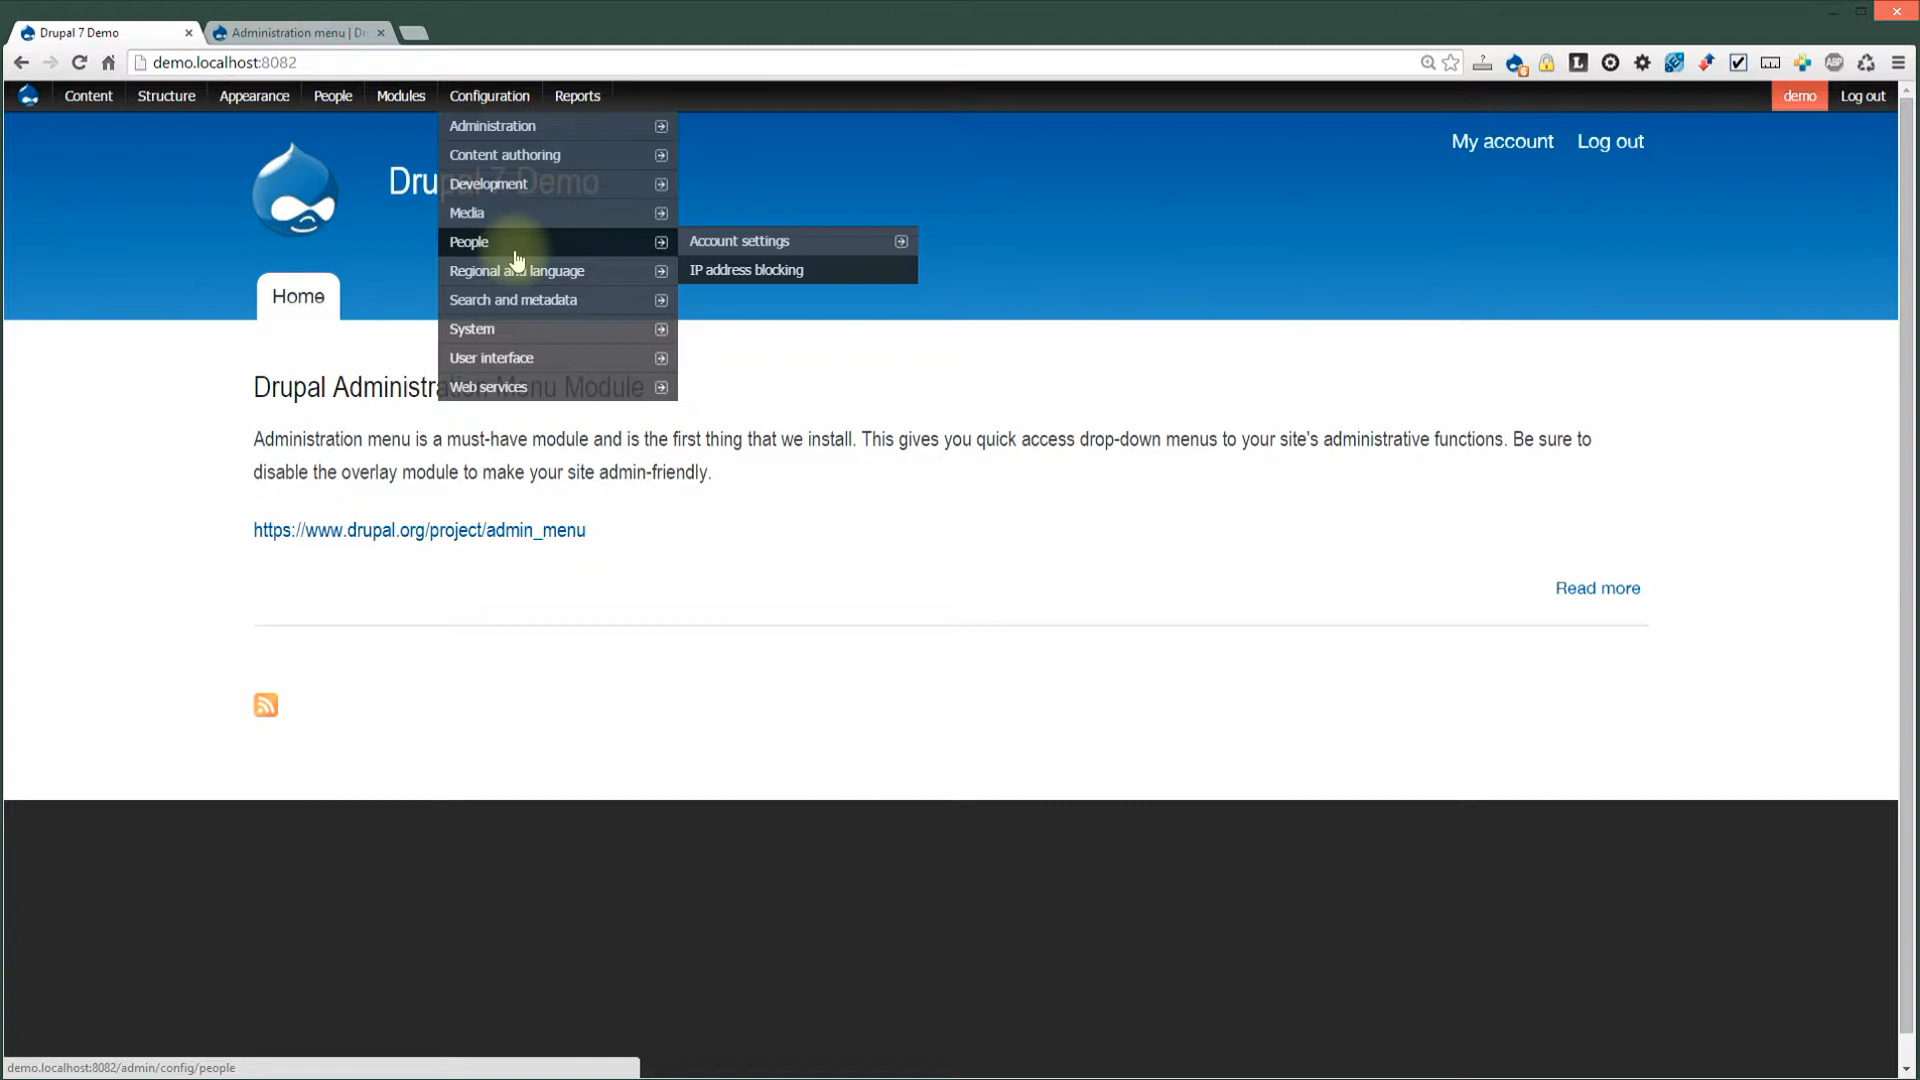 Drupal 7 Demo
Administration menu | Dr
demo.localhost:8082
ABP
Content Structure Appearance People Modules Configuration Reports demo Log out
Administration
Content authoring
Development
Media
People
Regional and language
Search and metadata
System
User interface
Web services
Account settings
IP address blocking
My account Log out
Drupal 7 Demo
Home
Drupal Administration Menu Module
Administration menu is a must-have module and is the first thing that we install. This gives you quick access drop-down menus to your site's administrative functions. Be sure to
disable the overlay module to make your site admin-friendly.
https://www.drupal.org/project/admin_menu
Read more
demo.localhost:8082/admin/config/people